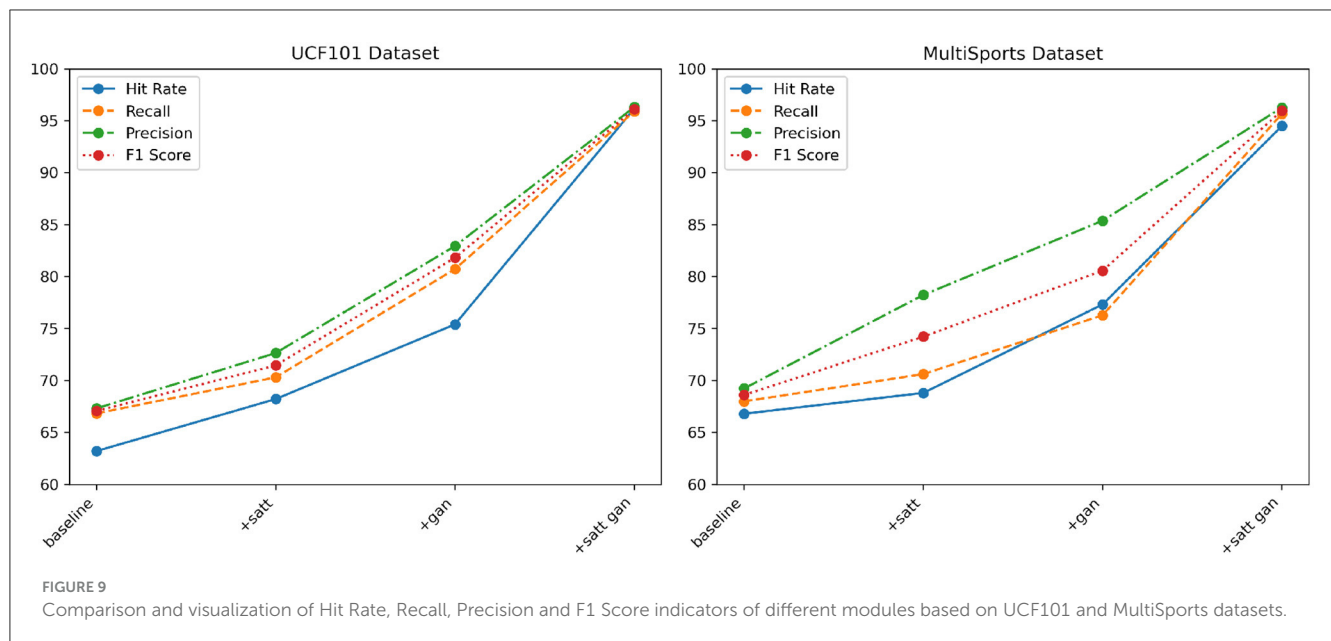 UCF101 Dataset
100
95
90
85
80
75
70
65
60
Hit Rate
Recall
Precision
F1 Score
baseline
+satt
+gan
+satt gan
MultiSports Dataset
100
95
90
85
80
75
70
65
60
Hit Rate
Recall
Precision
F1 Score
baseline
+satt
+gan
+satt gan
FIGURE 9
Comparison and visualization of Hit Rate, Recall, Precision and F1 Score indicators of different modules based on UCF101 and MultiSports datasets.